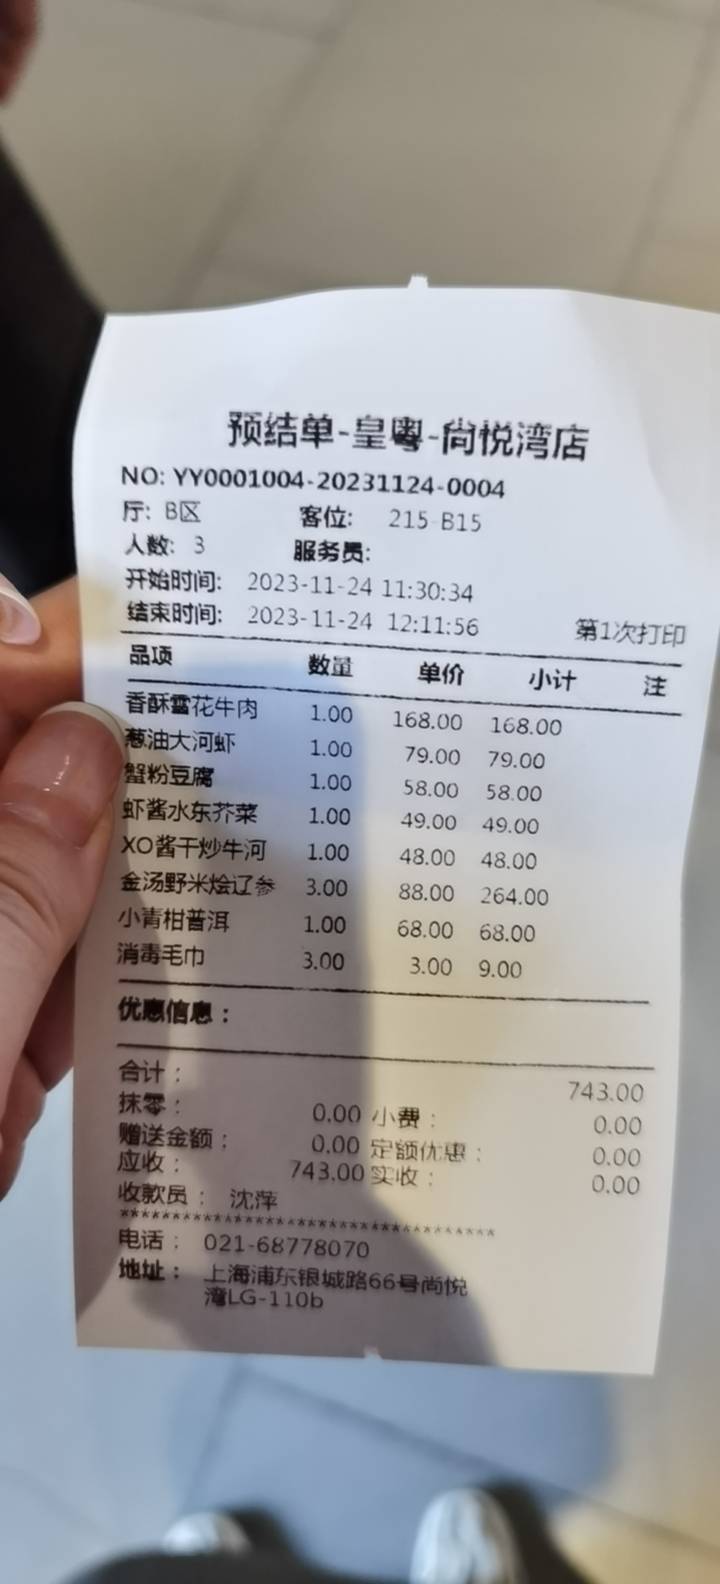 预结单-皇粤-尚悦湾店
NO: YY0001004-20231124-0004
厅: B区 客位: 215-B15
人数: 3 服务员:
开始时间: 2023-11-24 11:30:34
结束时间: 2023-11-24 12:11:56 第1次打印
品项 数量 单价 小计 注
香酥雪花牛肉 1.00 168.00 168.00
葱油大河虾 1.00 79.00 79.00
蟹粉豆腐 1.00 58.00 58.00
虾酱水东芥菜 1.00 49.00 49.00
XO酱干炒牛河 1.00 48.00 48.00
金汤野米烩辽参 3.00 88.00 264.00
小青柑普洱 1.00 68.00 68.00
消毒毛巾 3.00 3.00 9.00
优惠信息：
合计： 743.00
抹零： 0.00 小费： 0.00
赠送金额： 0.00 定额优惠： 0.00
应收： 743.00 实收： 0.00
收款员： 沈萍
************************************
电话： 021-68778070
地址： 上海浦东银城路66号尚悦
湾LG-110b